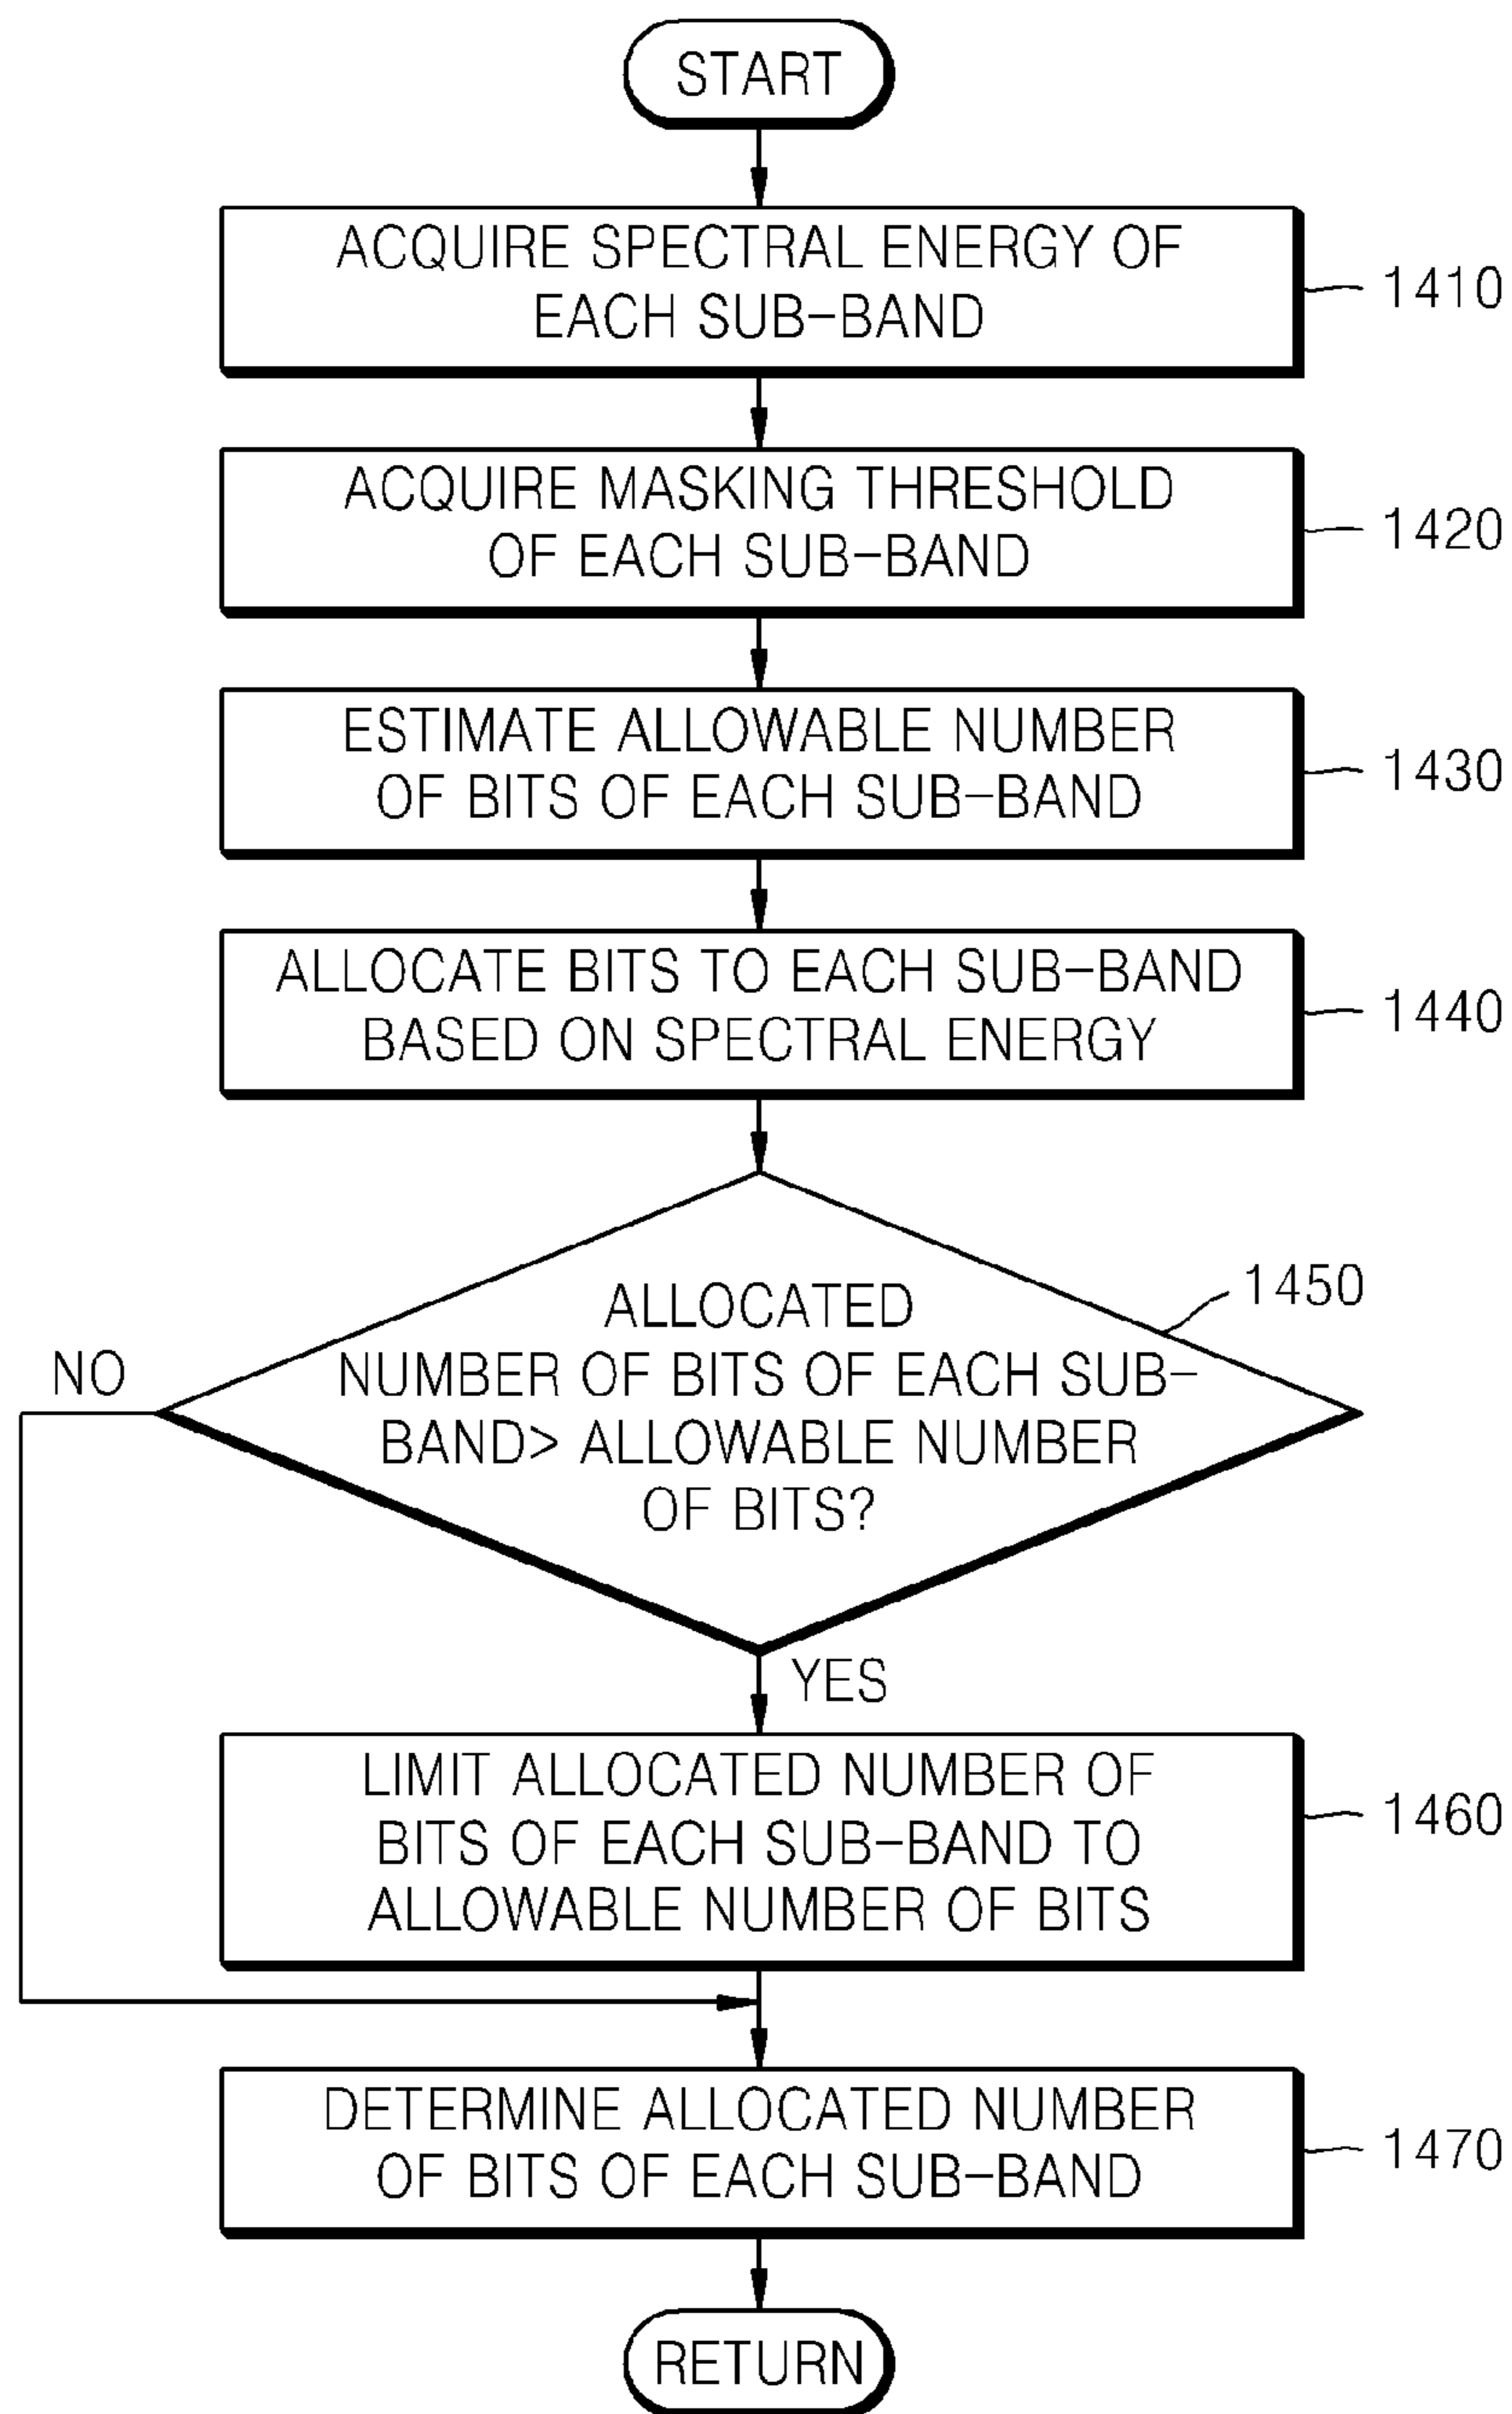 START
ACQUIRE SPECTRAL ENERGY OF
EACH SUB-BAND
1410
ACQUIRE MASKING THRESHOLD
OF EACH SUB-BAND
1420
ESTIMATE ALLOWABLE NUMBER
OF BITS OF EACH SUB-BAND
1430
ALLOCATE BITS TO EACH SUB-BAND
BASED ON SPECTRAL ENERGY
1440
ALLOCATED
NUMBER OF BITS OF EACH SUB-
BAND> ALLOWABLE NUMBER
OF BITS?
1450
NO
YES
LIMIT ALLOCATED NUMBER OF
BITS OF EACH SUB-BAND TO
ALLOWABLE NUMBER OF BITS
1460
DETERMINE ALLOCATED NUMBER
OF BITS OF EACH SUB-BAND
1470
RETURN